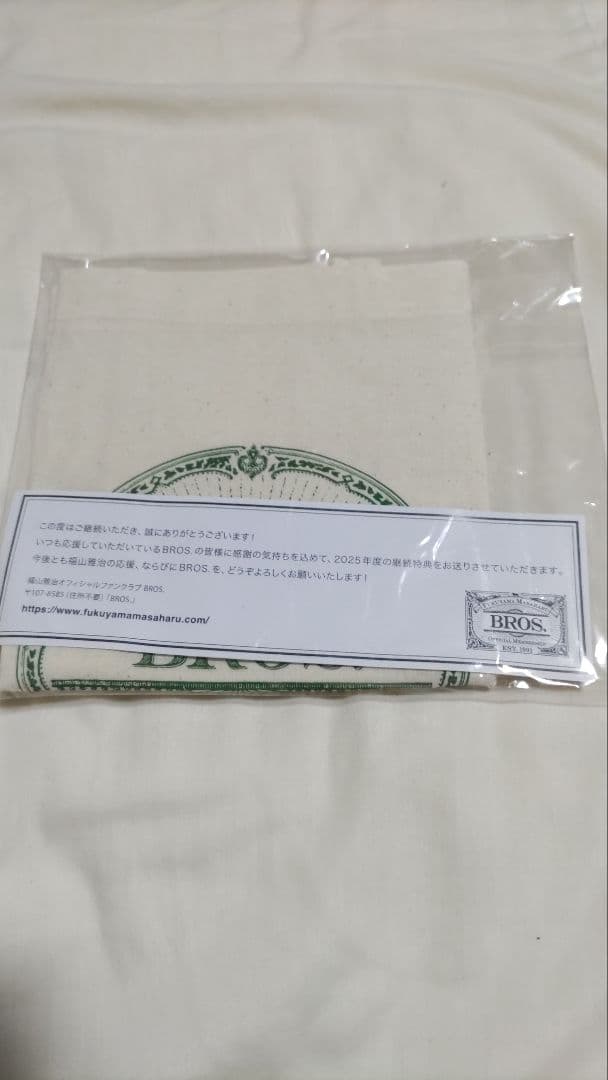 この度はご継続いただき、誠にありがとうございます！
いつも応援していただいているBROS.の皆様に感謝の気持ちを込めて、2025年度の継続特典をお送りさせていただきます。
今後とも福山雅治の応援、ならびにBROS.を、どうぞよろしくお願いいたします！
福山雅治オフィシャルファンクラブ BROS.
〒107-8585（住所不要）「BROS.」
https://www.fukuyamamasaharu.com/
FUKUYAMA MASAHARU
BROS.
OFFICIAL MEMBERSHIP
EST. 1991
BROS.